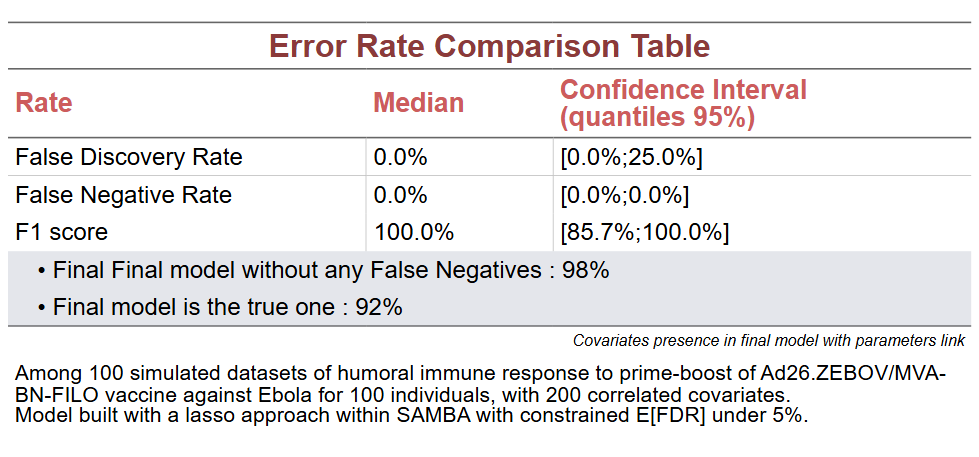 Error Rate Comparison Table
Rate Median Confidence Interval
(quantiles 95%)
False Discovery Rate 0.0% [0.0%;25.0%]
False Negative Rate 0.0% [0.0%;0.0%]
F1 score 100.0% [85.7%;100.0%]
• Final Final model without any False Negatives : 98%
• Final model is the true one : 92%
Covariates presence in final model with parameters link
Among 100 simulated datasets of humoral immune response to prime-boost of Ad26.ZEBOV/MVA-
BN-FILO vaccine against Ebola for 100 individuals, with 200 correlated covariates.
Model built with a lasso approach within SAMBA with constrained E[FDR] under 5%.